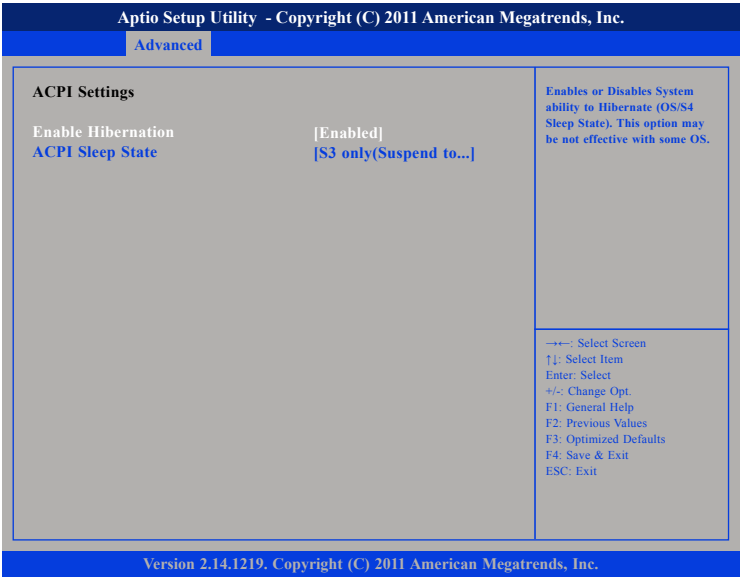 Aptio Setup Utility - Copyright (C) 2011 American Megatrends, Inc.
Advanced
ACPI Settings
Enable Hibernation [Enabled]
ACPI Sleep State [S3 only(Suspend to...]
Enables or Disables System
ability to Hibernate (OS/S4
Sleep State). This option may
be not effective with some OS.
→←: Select Screen
↑↓: Select Item
Enter: Select
+/-: Change Opt.
F1: General Help
F2: Previous Values
F3: Optimized Defaults
F4: Save & Exit
ESC: Exit
Version 2.14.1219. Copyright (C) 2011 American Megatrends, Inc.